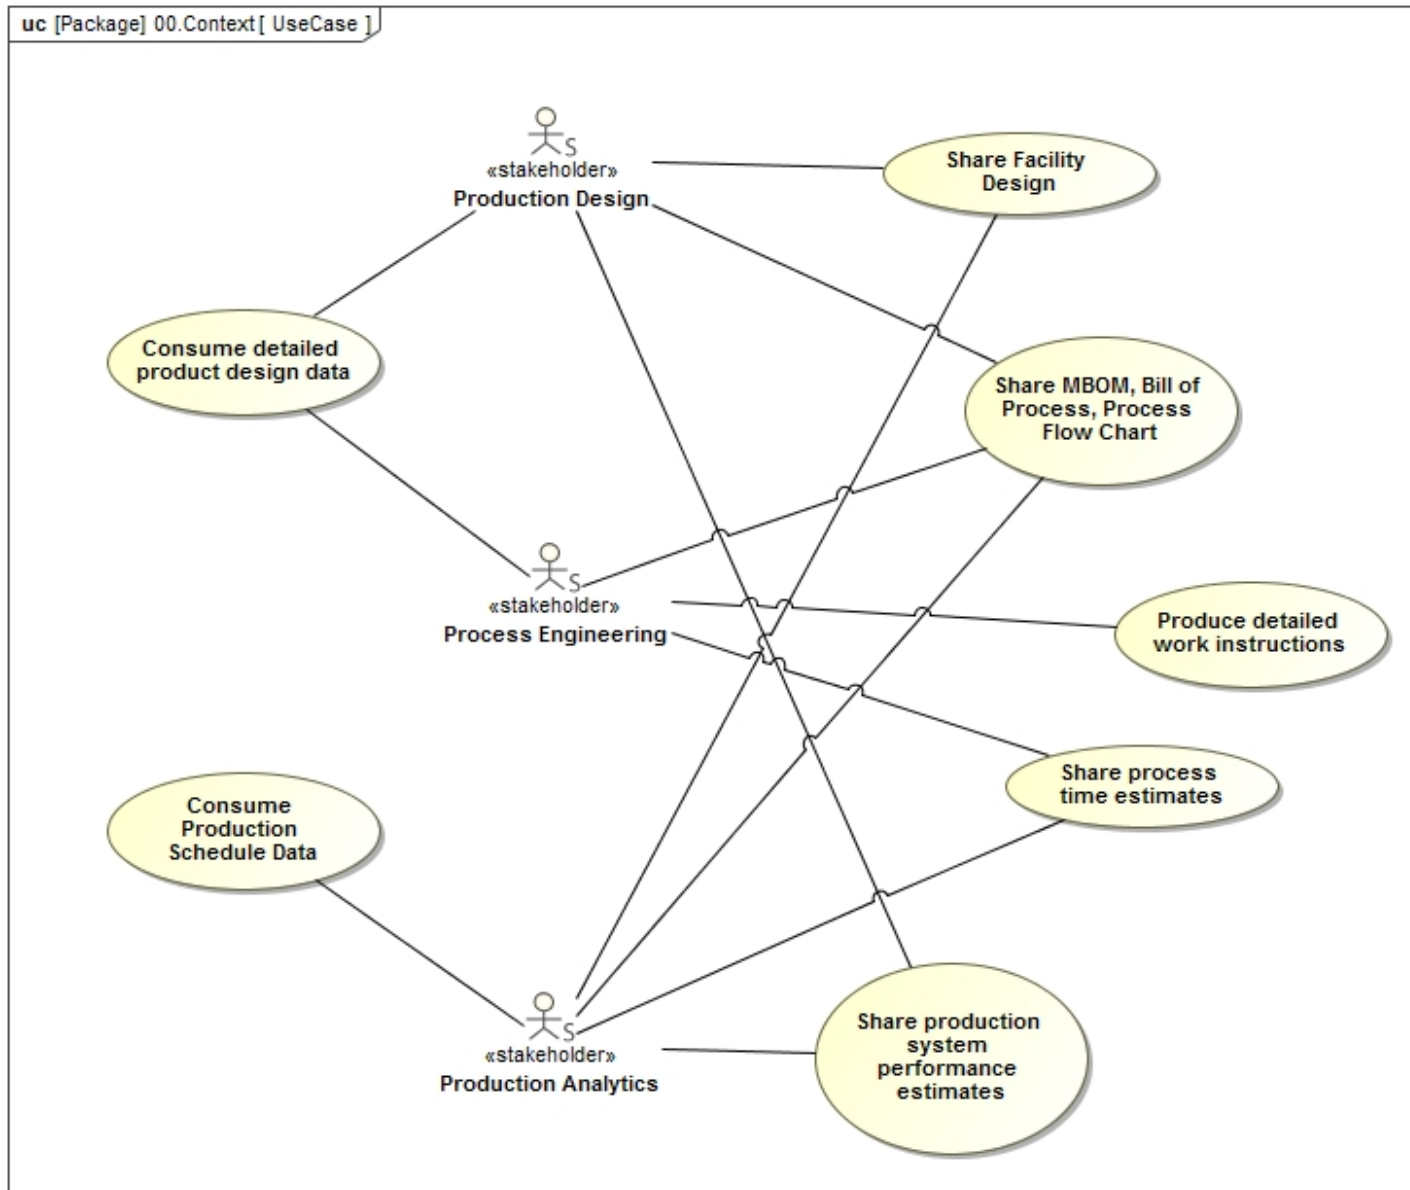 uc [Package] 00.Context [ UseCase ]
S
«stakeholder»
Production Design
Share Facility
Design
Consume detailed
product design data
Share MBOM, Bill of
Process, Process
Flow Chart
S
«stakeholder»
Process Engineering
Produce detailed
work instructions
Share process
time estimates
Consume
Production
Schedule Data
S
«stakeholder»
Production Analytics
Share production
system
performance
estimates